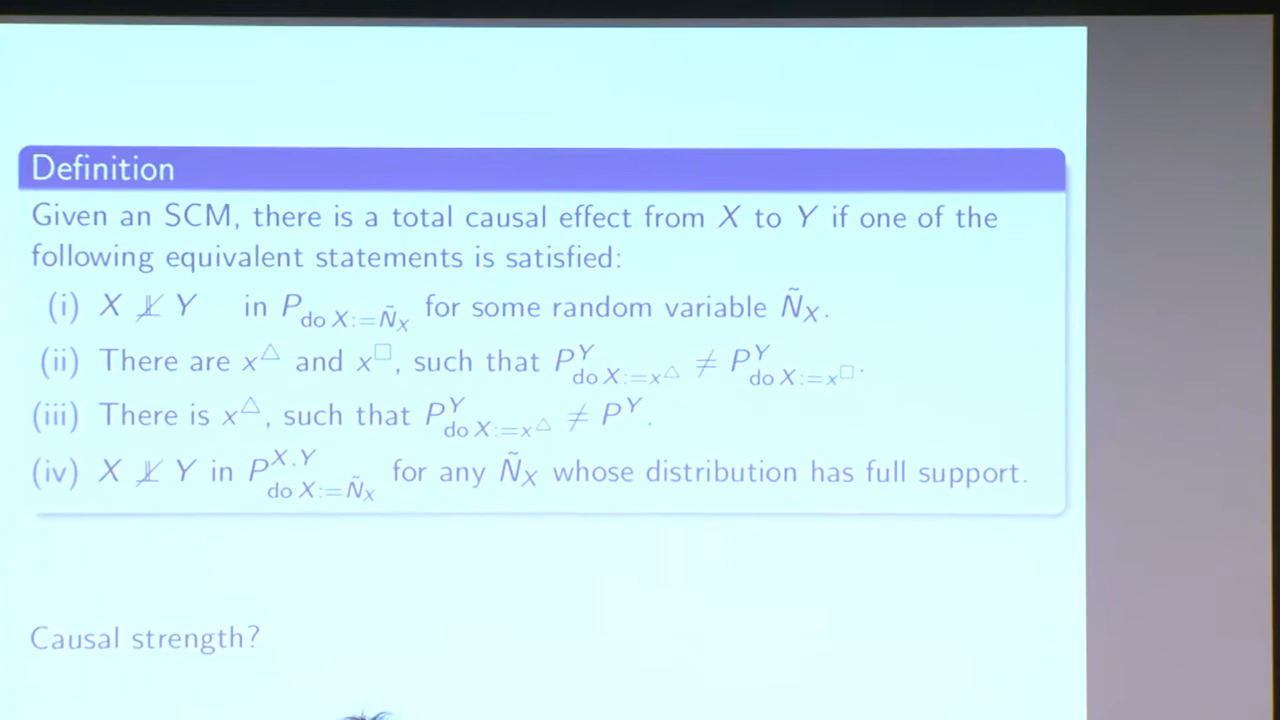 Definition
Given an SCM, there is a total causal effect from X to Y if one of the
following equivalent statements is satisfied:
(i) X ⊥̸⊥ Y in P_{do X:=Ñ_X} for some random variable Ñ_X.
(ii) There are x^△ and x^□, such that P^Y_{do X:=x^△} ≠ P^Y_{do X:=x^□}.
(iii) There is x^△, such that P^Y_{do X:=x^△} ≠ P^Y.
(iv) X ⊥̸⊥ Y in P^{X,Y}_{do X:=Ñ_X} for any Ñ_X whose distribution has full support.
Causal strength?